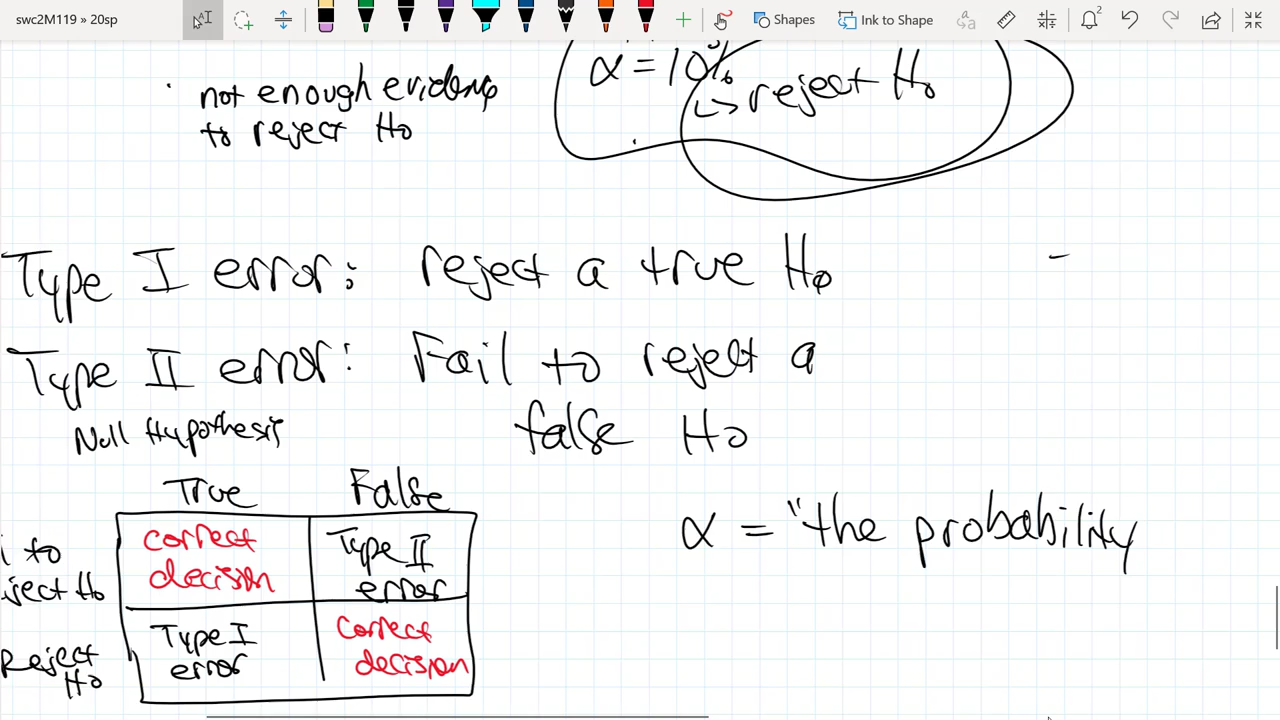 swc2M119 » 20sp
Shapes
Ink to Shape
α = 10%
↳ reject Ho
not enough evidence
to reject Ho
Type I error: reject a true Ho
Type II error: Fail to reject a
false Ho
Null Hypothesis
True False
correct
decision
Type II
error
to
ject Ho
Type I
error
correct
decision
Reject
Ho
α = "the probability